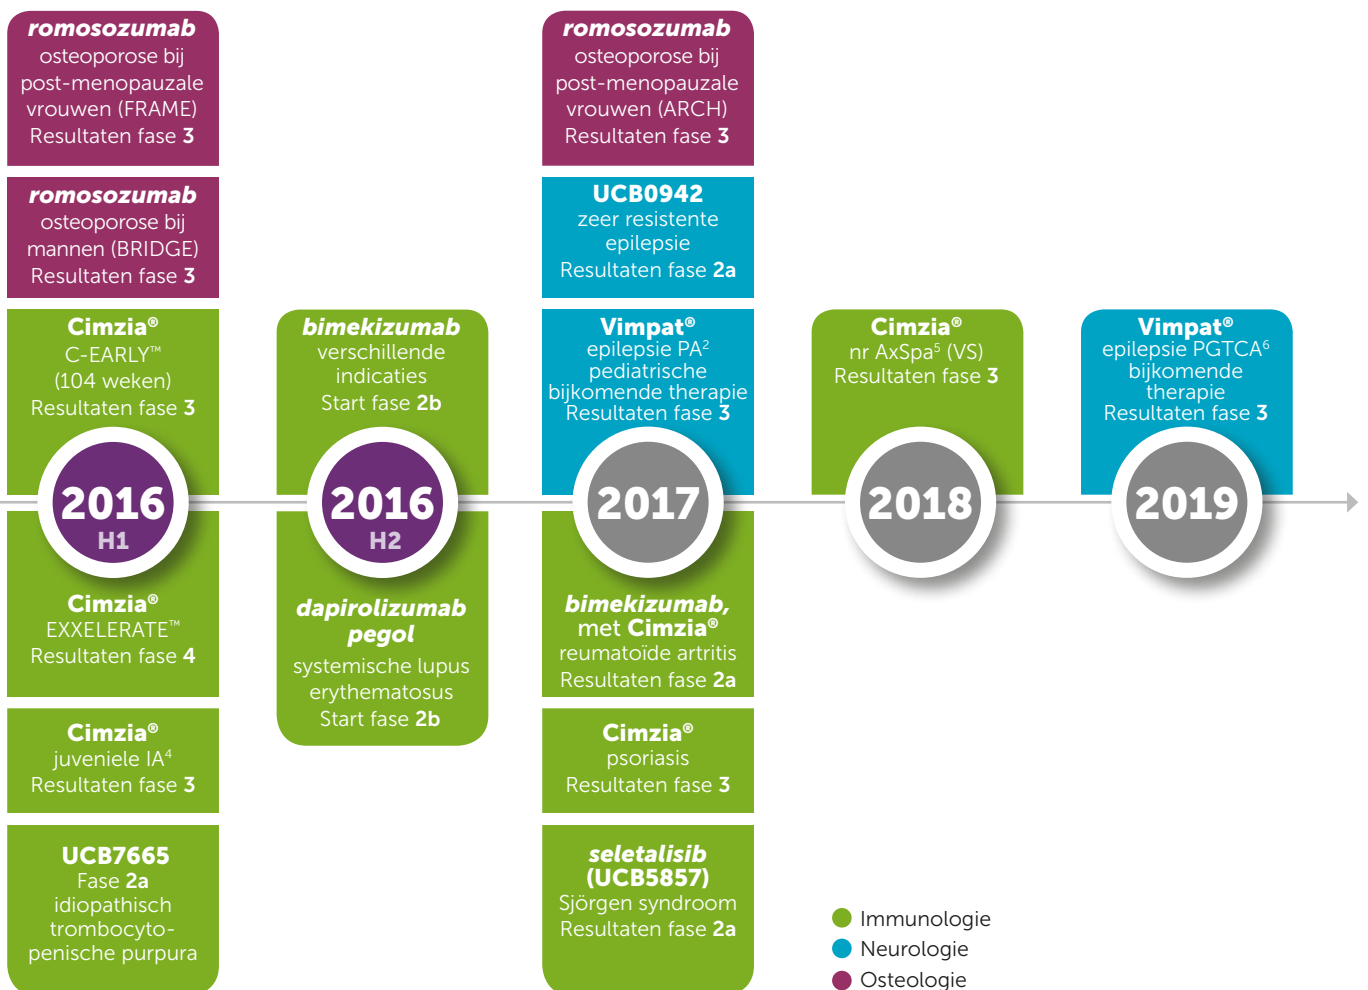 romosozumab
osteoporose bij
post-menopauzale
vrouwen (FRAME)
Resultaten fase 3
romosozumab
osteoporose bij
mannen (BRIDGE)
Resultaten fase 3
Cimzia®
C-EARLY™
(104 weken)
Resultaten fase 3
2016
H1
Cimzia®
EXXELERATE™
Resultaten fase 4
Cimzia®
juveniele IA⁴
Resultaten fase 3
UCB7665
Fase 2a
idiopathisch
trombocyto-
penische purpura
bimekizumab
verschillende
indicaties
Start fase 2b
2016
H2
dapirolizumab
pegol
systemische lupus
erythematosus
Start fase 2b
romosozumab
osteoporose bij
post-menopauzale
vrouwen (ARCH)
Resultaten fase 3
UCB0942
zeer resistente
epilepsie
Resultaten fase 2a
Vimpat®
epilepsie PA²
pediatrische
bijkomende therapie
Resultaten fase 3
2017
bimekizumab,
met Cimzia®
reumatoïde artritis
Resultaten fase 2a
Cimzia®
psoriasis
Resultaten fase 3
seletalisib
(UCB5857)
Sjörgen syndroom
Resultaten fase 2a
Cimzia®
nr AxSpa⁵ (VS)
Resultaten fase 3
2018
Vimpat®
epilepsie PGTCA⁶
bijkomende
therapie
Resultaten fase 3
2019
Immunologie
Neurologie
Osteologie